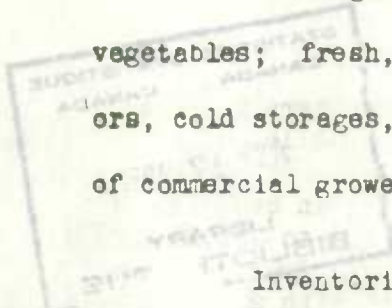 vegetables; fresh,
ors, cold storages,
of commercial growe
Inventori